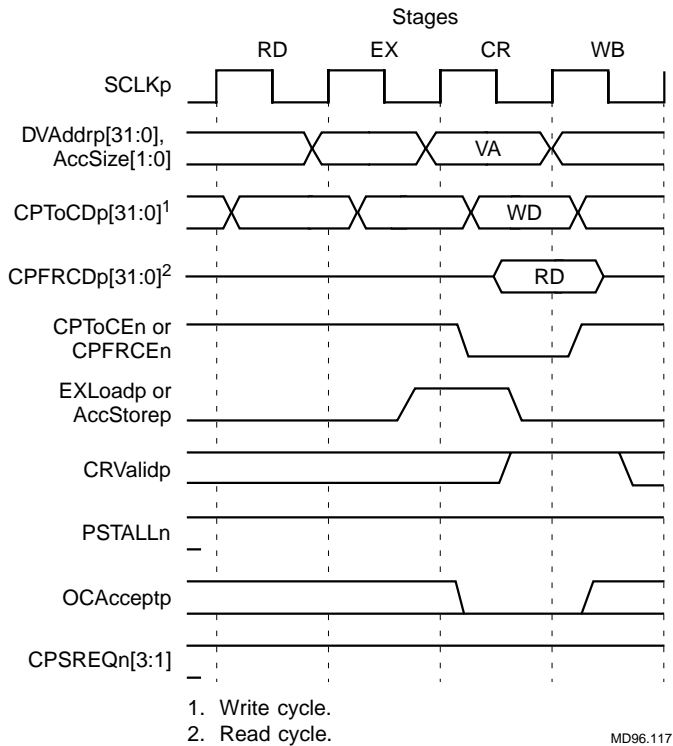 Stages
RD EX CR WB
SCLKp
DVAddrp[31:0],
AccSize[1:0]
VA
CPToCDp[31:0]1
WD
CPFRCDp[31:0]2
RD
CPToCEn or
CPFRCEn
EXLoadp or
AccStorep
CRValidp
PSTALLn
OCAcceptp
CPSREQn[3:1]
1. Write cycle.
2. Read cycle.
MD96.117